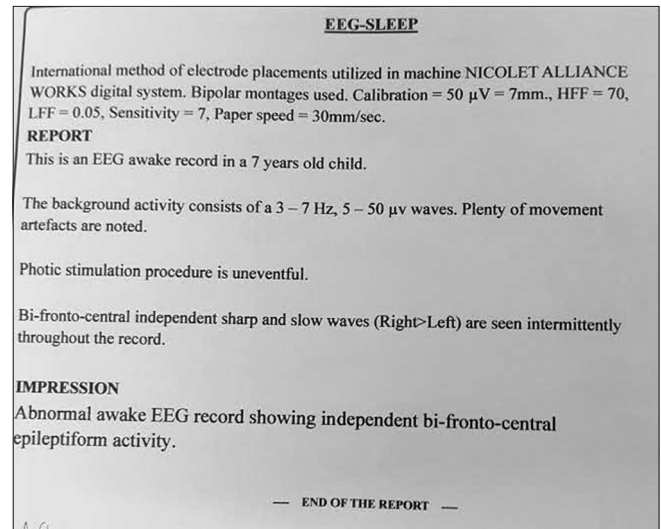 EEG-SLEEP
International method of electrode placements utilized in machine NICOLET ALLIANCE
WORKS digital system. Bipolar montages used. Calibration = 50 µV = 7mm., HFF = 70,
LFF = 0.05, Sensitivity = 7, Paper speed = 30mm/sec.
REPORT
This is an EEG awake record in a 7 years old child.
The background activity consists of a 3 – 7 Hz, 5 – 50 µv waves. Plenty of movement
artefacts are noted.
Photic stimulation procedure is uneventful.
Bi-fronto-central independent sharp and slow waves (Right>Left) are seen intermittently
throughout the record.
IMPRESSION
Abnormal awake EEG record showing independent bi-fronto-central
epileptiform activity.
— END OF THE REPORT —